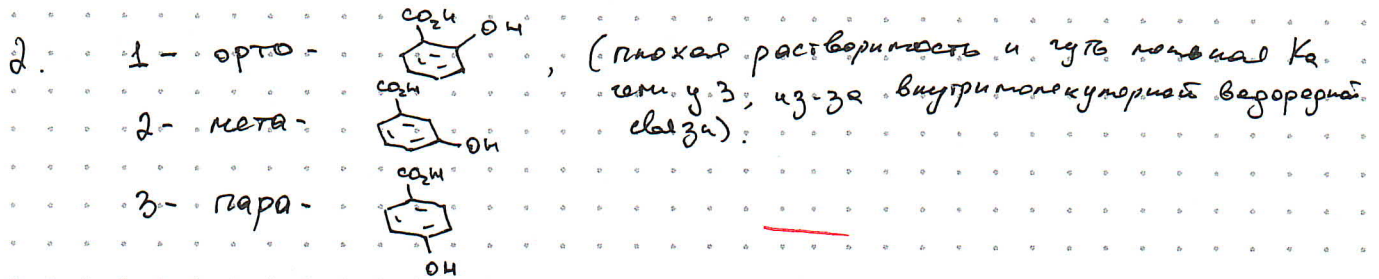 CO₂H
OH
2. 1 - орто - , (плохая растворимость и чуть Ka
CO₂H
чем у 3, из-за внутримолекулярной водородной
2 - мета - связи).
OH
CO₂H
3 - пара -
OH